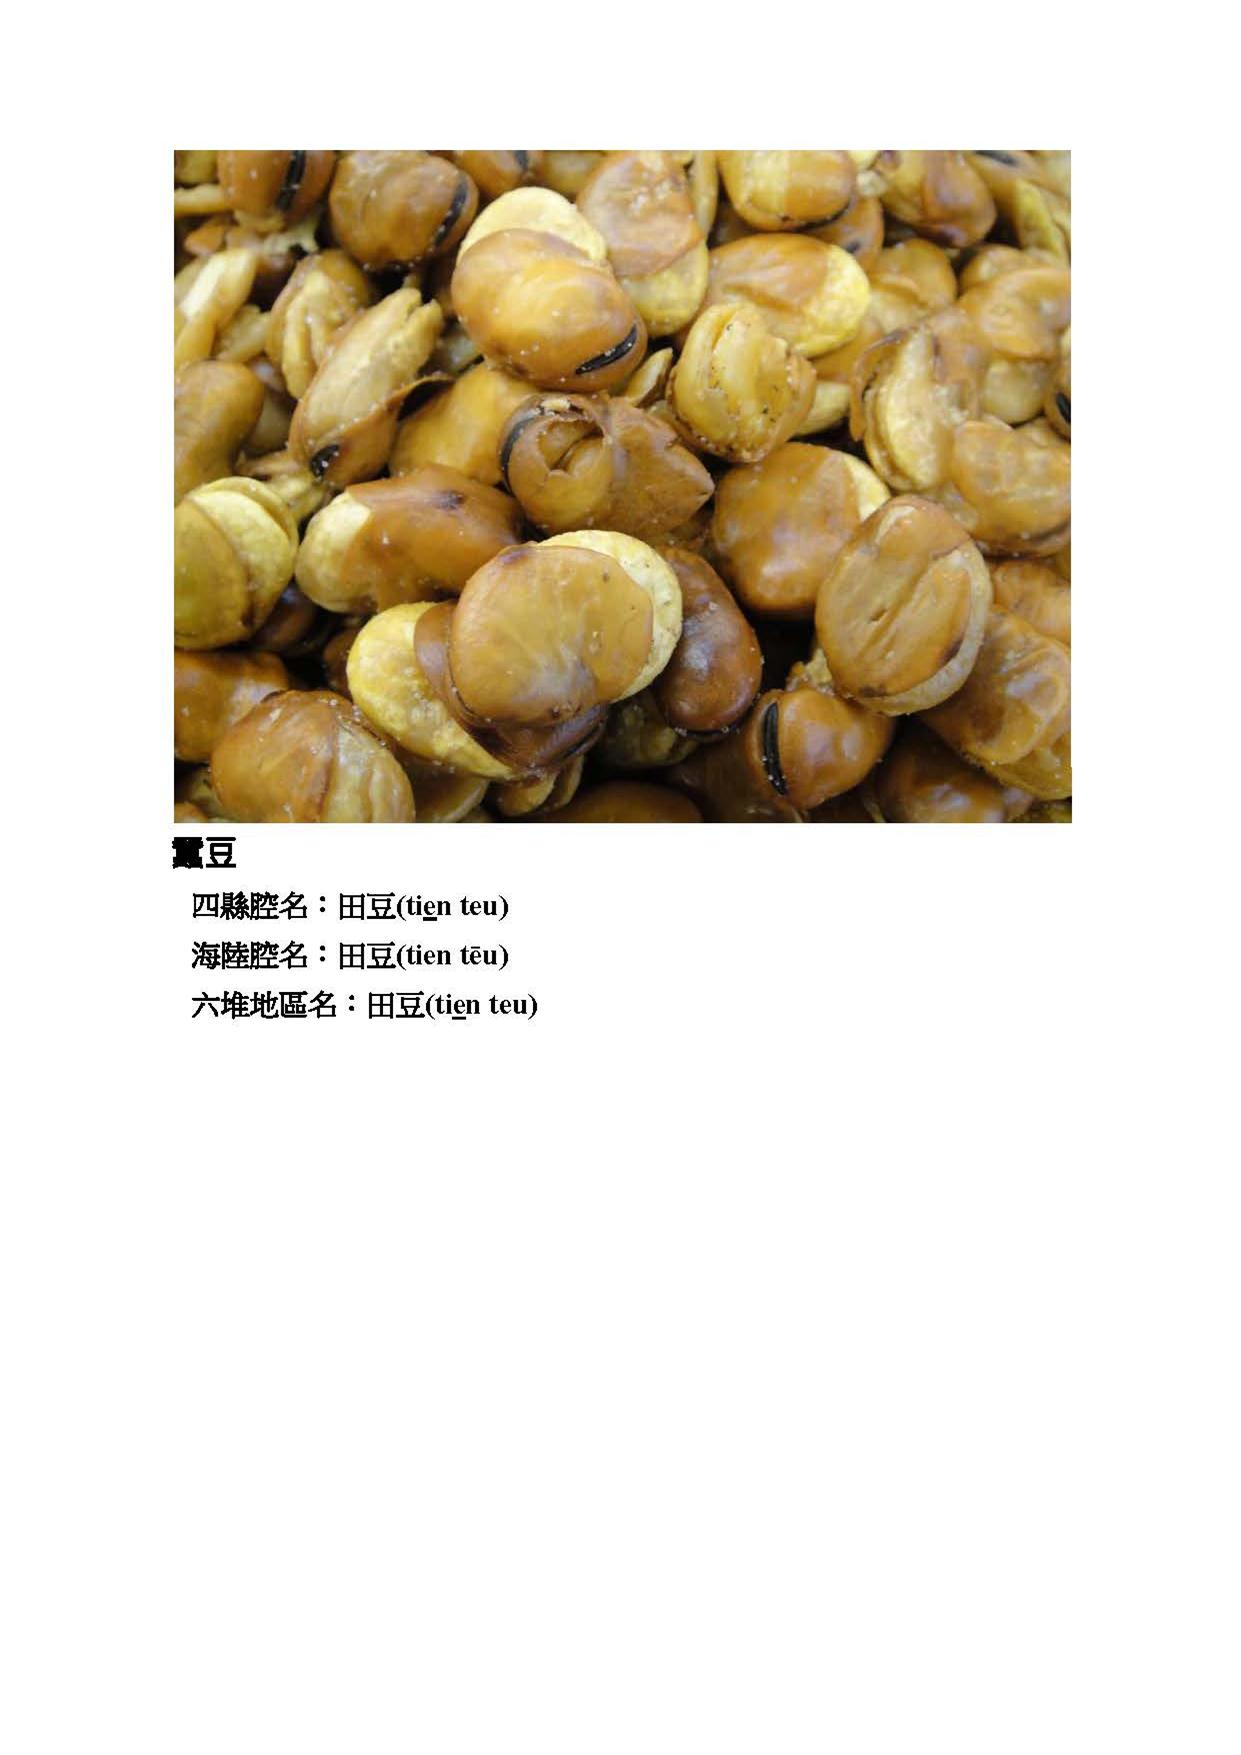 蠶豆
四縣腔名：田豆(tie̲n teu)
海陸腔名：田豆(tien tēu)
六堆地區名：田豆(tie̲n teu)